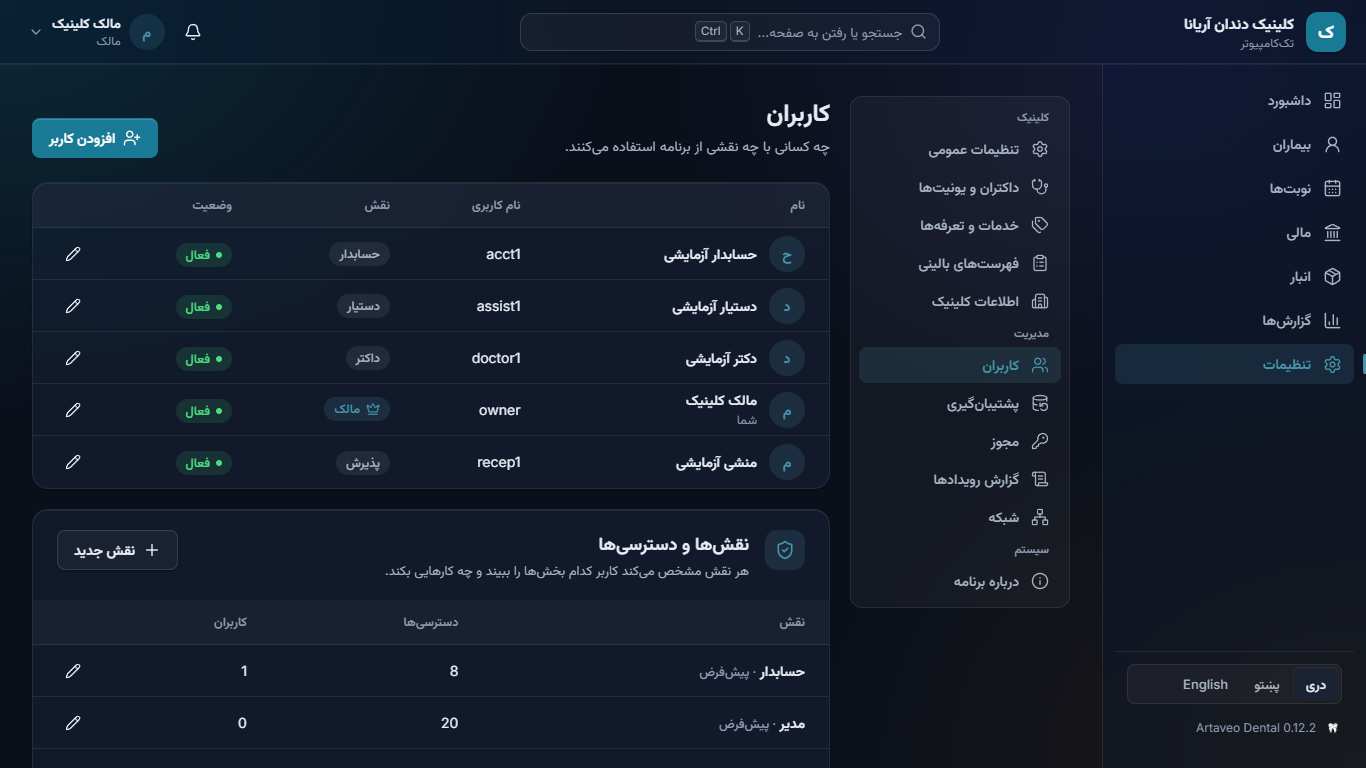 کلینیک دندان آریانا
تک‌کامپیوتر
ک
جستجو یا رفتن به صفحه... Ctrl K
مالک کلینیک
مالک
م
داشبورد
بیماران
نوبت‌ها
مالی
انبار
گزارش‌ها
تنظیمات
دری پښتو English
Artaveo Dental 0.12.2
کلینیک
تنظیمات عمومی
داکتران و یونیت‌ها
خدمات و تعرفه‌ها
فهرست‌های بالینی
اطلاعات کلینیک
مدیریت
کاربران
پشتیبان‌گیری
مجوز
گزارش رویدادها
شبکه
سیستم
درباره برنامه
کاربران
چه کسانی با چه نقشی از برنامه استفاده می‌کنند.
افزودن کاربر
نام نام کاربری نقش وضعیت
ح حسابدار آزمایشی acct1 حسابدار فعال
د دستیار آزمایشی assist1 دستیار فعال
د دکتر آزمایشی doctor1 داکتر فعال
م مالک کلینیک owner مالک فعال
شما
م منشی آزمایشی recep1 پذیرش فعال
نقش‌ها و دسترسی‌ها
هر نقش مشخص می‌کند کاربر کدام بخش‌ها را ببیند و چه کارهایی بکند.
نقش جدید
نقش دسترسی‌ها کاربران
حسابدار · پیش‌فرض 8 1
مدیر · پیش‌فرض 20 0